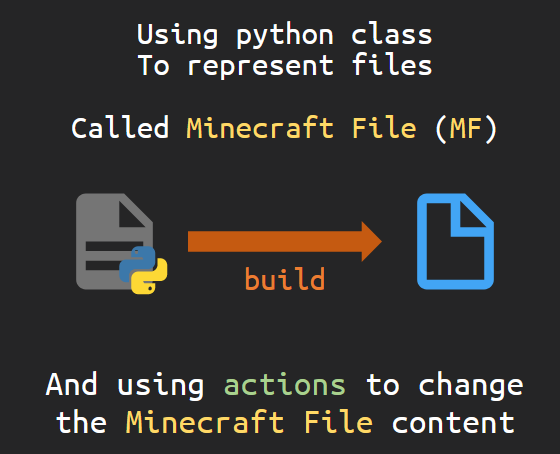 Using python class
To represent files
Called Minecraft File (MF)
build
And using actions to change
the Minecraft File content